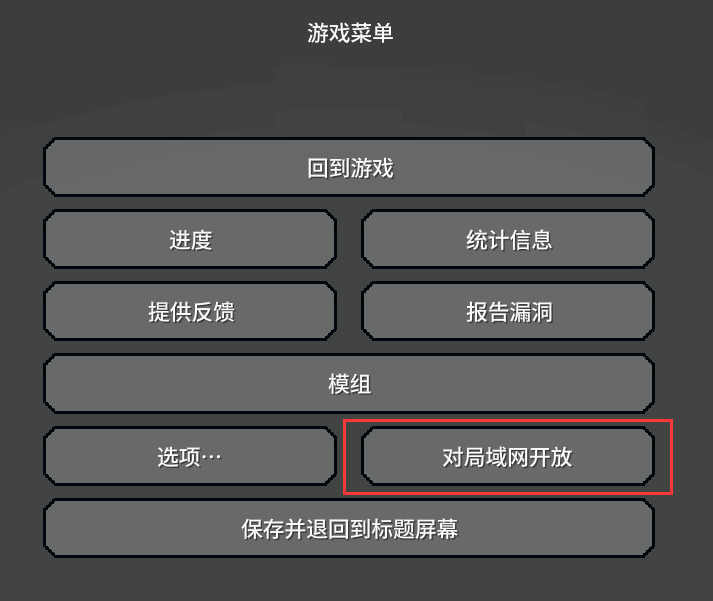 游戏菜单
回到游戏
进度
统计信息
提供反馈
报告漏洞
模组
选项…
对局域网开放
保存并退回到标题屏幕